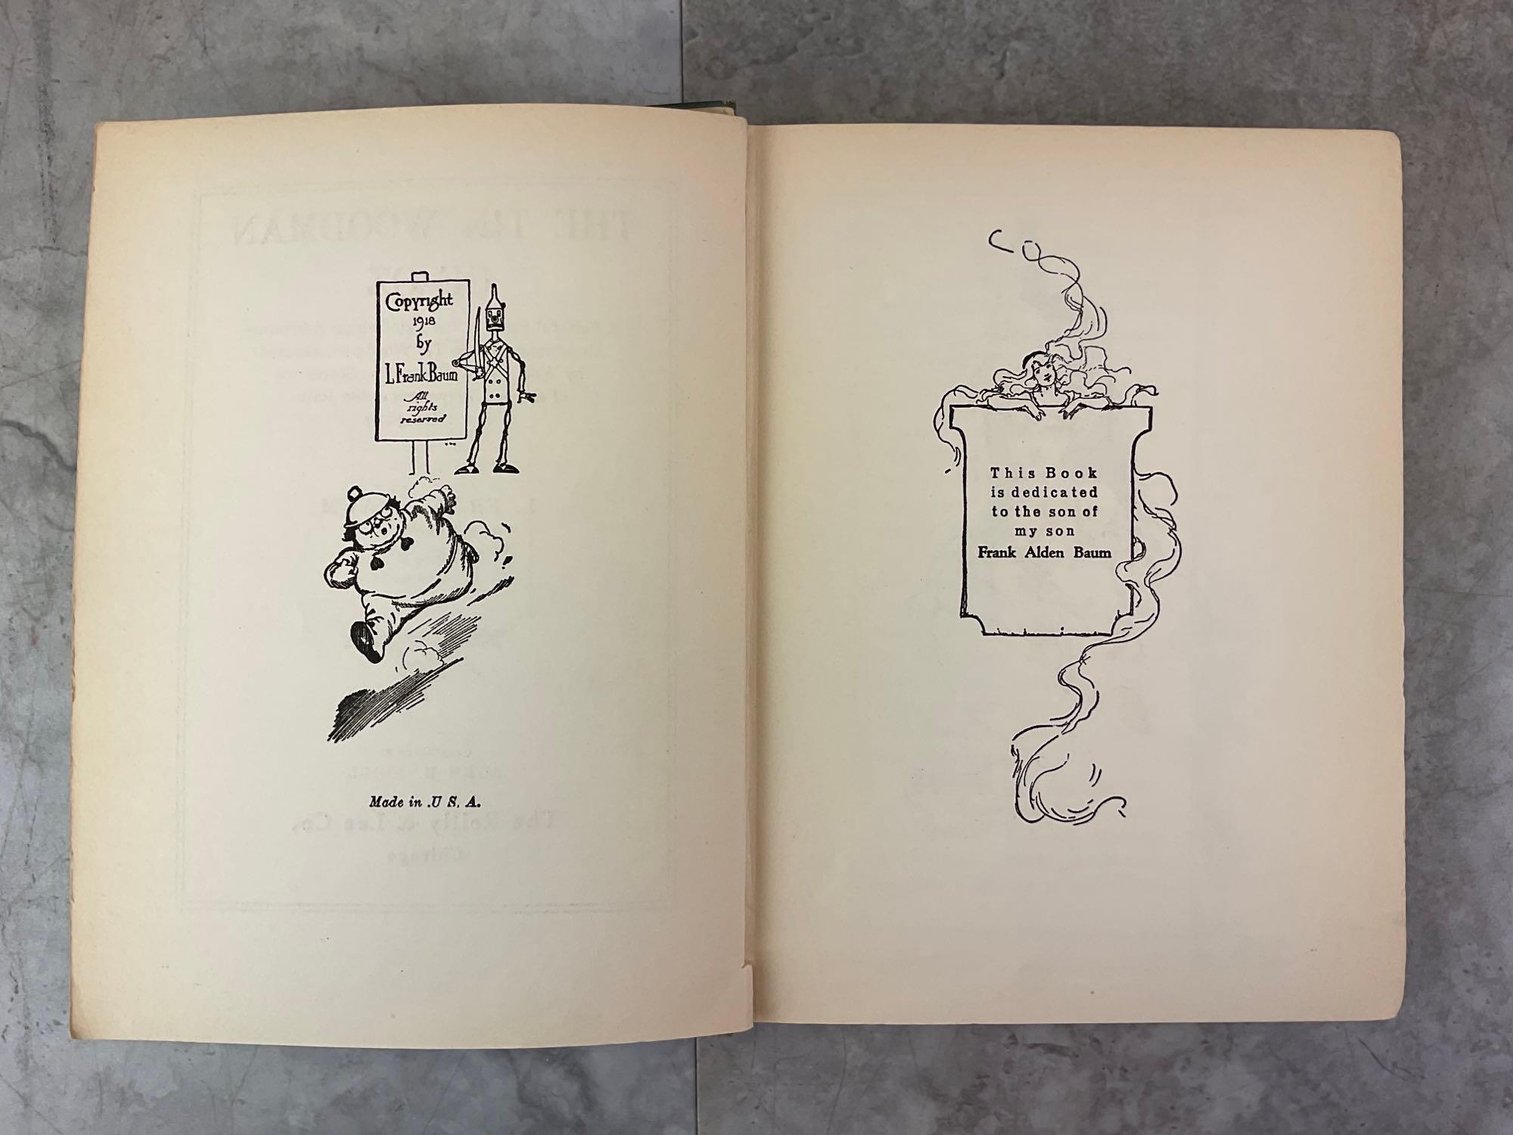 Copyright
1918
by
L Frank Baum
All
rights
reserved
Made in .U S. A.
This Book
is dedicated
to the son of
my son
Frank Alden Baum